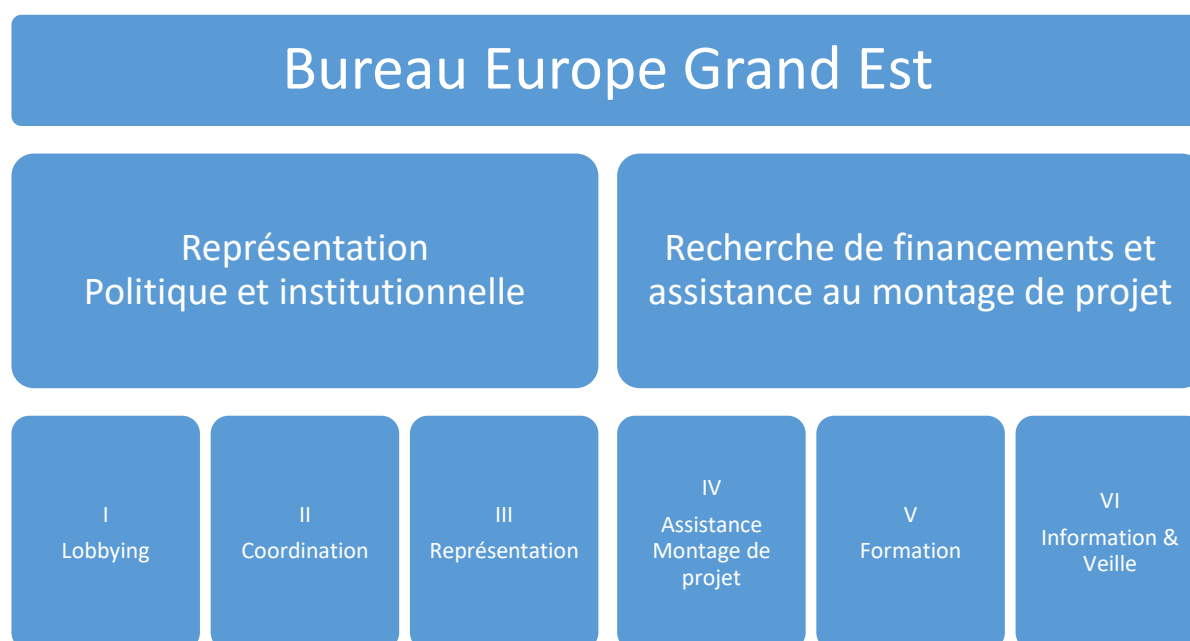 Bureau Europe Grand Est
Représentation
Politique et institutionnelle
Recherche de financements et
assistance au montage de projet
I
Lobbying
II
Coordination
III
Représentation
IV
Assistance
Montage de
projet
V
Formation
VI
Information &
Veille